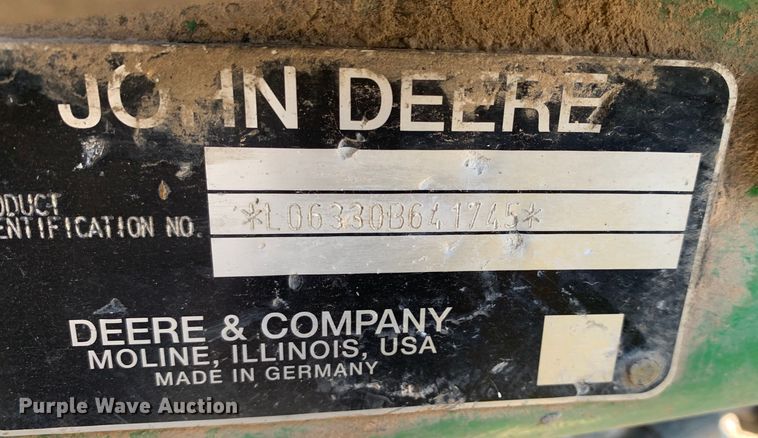 JOHN DEERE
ODUCT
ENTIFICATION NO.
*L06330B641745*
DEERE & COMPANY
MOLINE, ILLINOIS, USA
MADE IN GERMANY
Purple Wave Auction